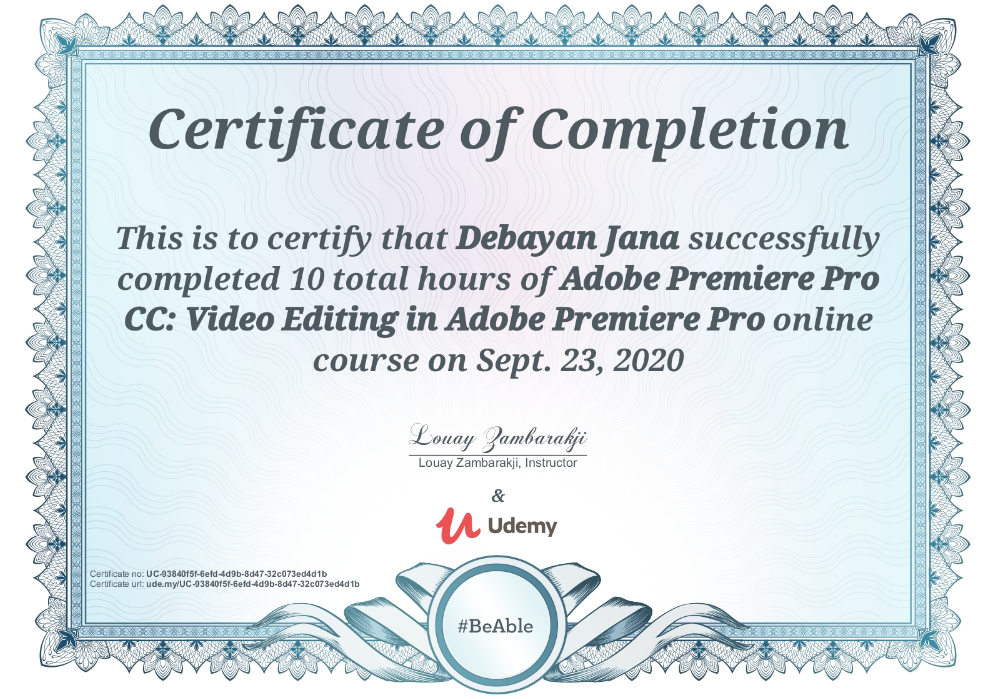 Certificate of Completion
This is to certify that Debayan Jana successfully
completed 10 total hours of Adobe Premiere Pro
CC: Video Editing in Adobe Premiere Pro online
course on Sept. 23, 2020
Louay Zambarakji
Louay Zambarakji, Instructor
&
Udemy
Certificate no: UC-93840f5f-6efd-4d9b-8d47-32c073ed4d1b
Certificate url: ude.my/UC-93840f5f-6efd-4d9b-8d47-32c073ed4d1b
#BeAble